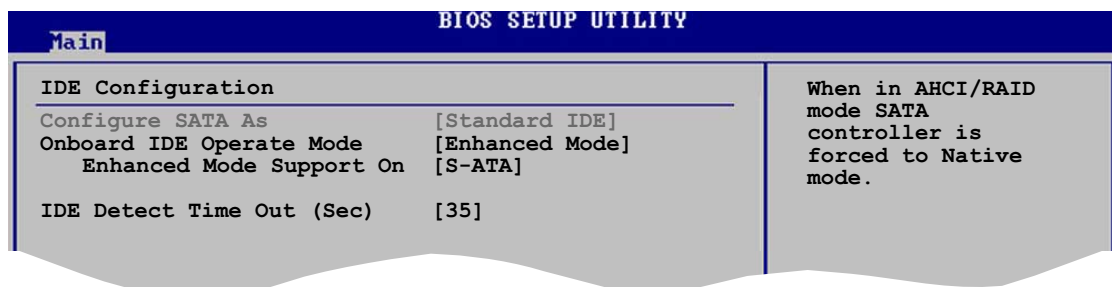 BIOS SETUP UTILITY
Main
IDE Configuration
Configure SATA As [Standard IDE]
Onboard IDE Operate Mode [Enhanced Mode]
Enhanced Mode Support On [S-ATA]
IDE Detect Time Out (Sec) [35]
When in AHCI/RAID
mode SATA
controller is
forced to Native
mode.